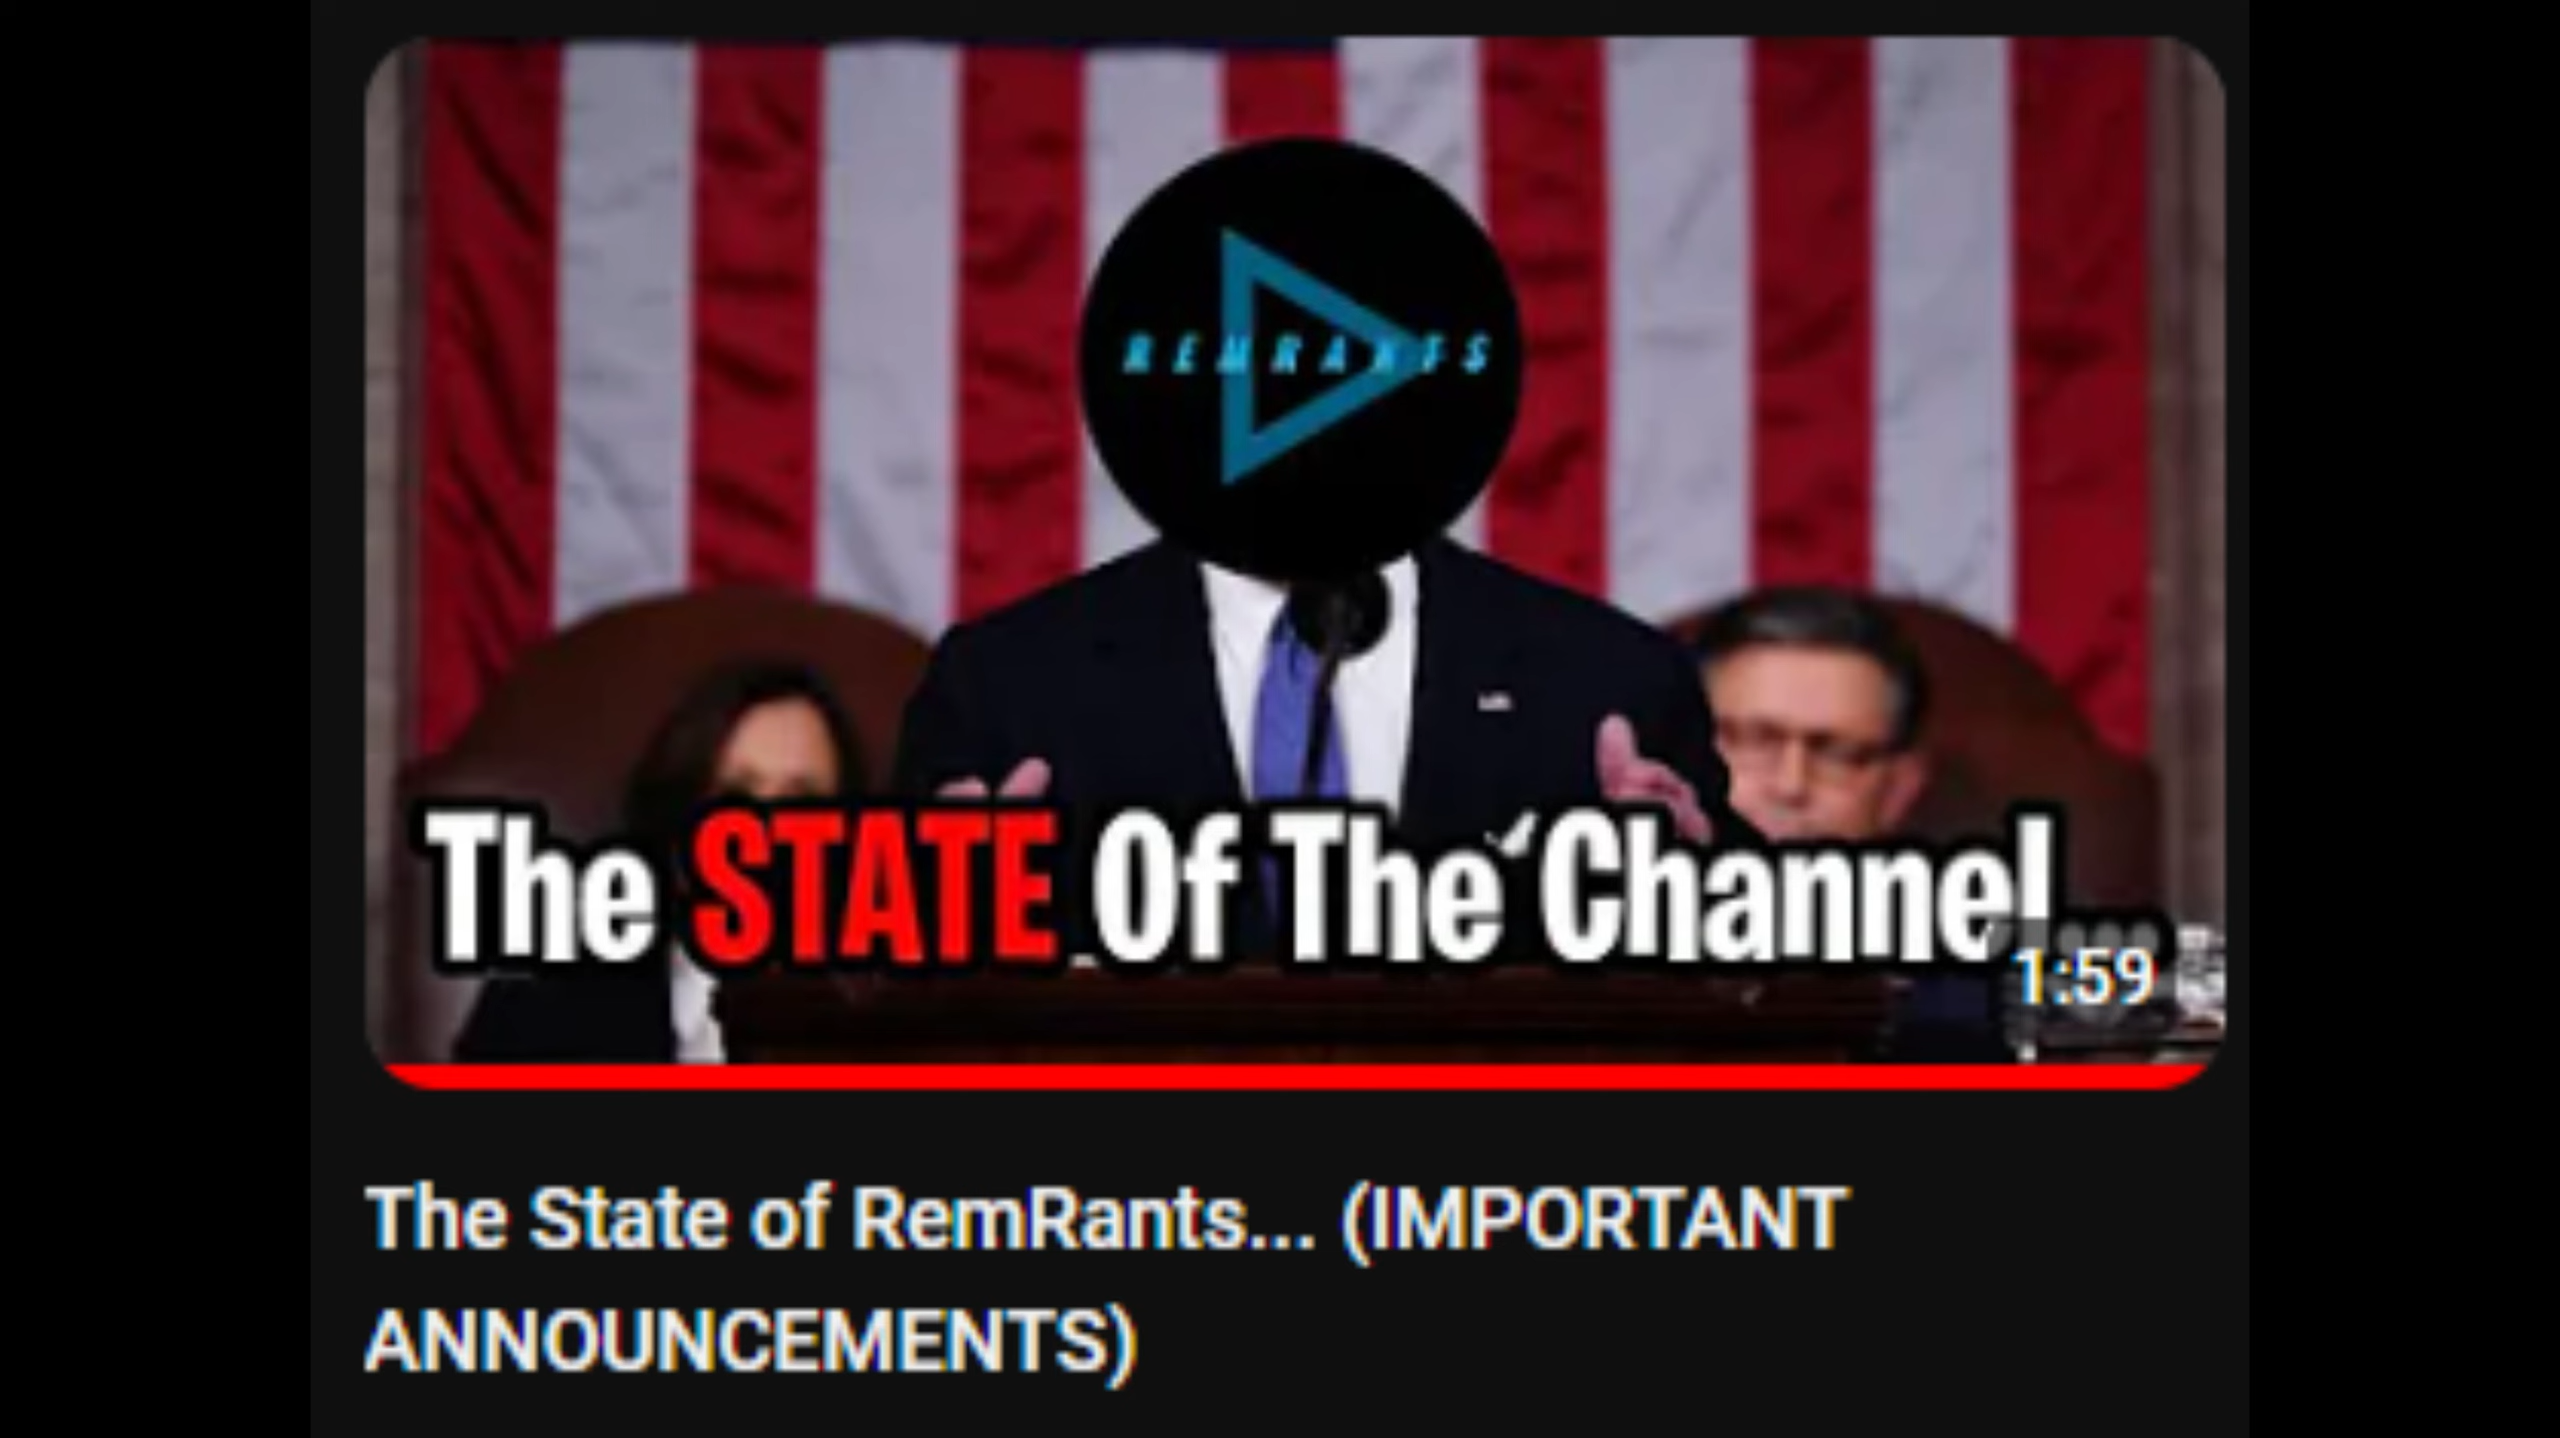 REMRANTS
The STATE Of The Channel...
1:59
The State of RemRants... (IMPORTANT
ANNOUNCEMENTS)